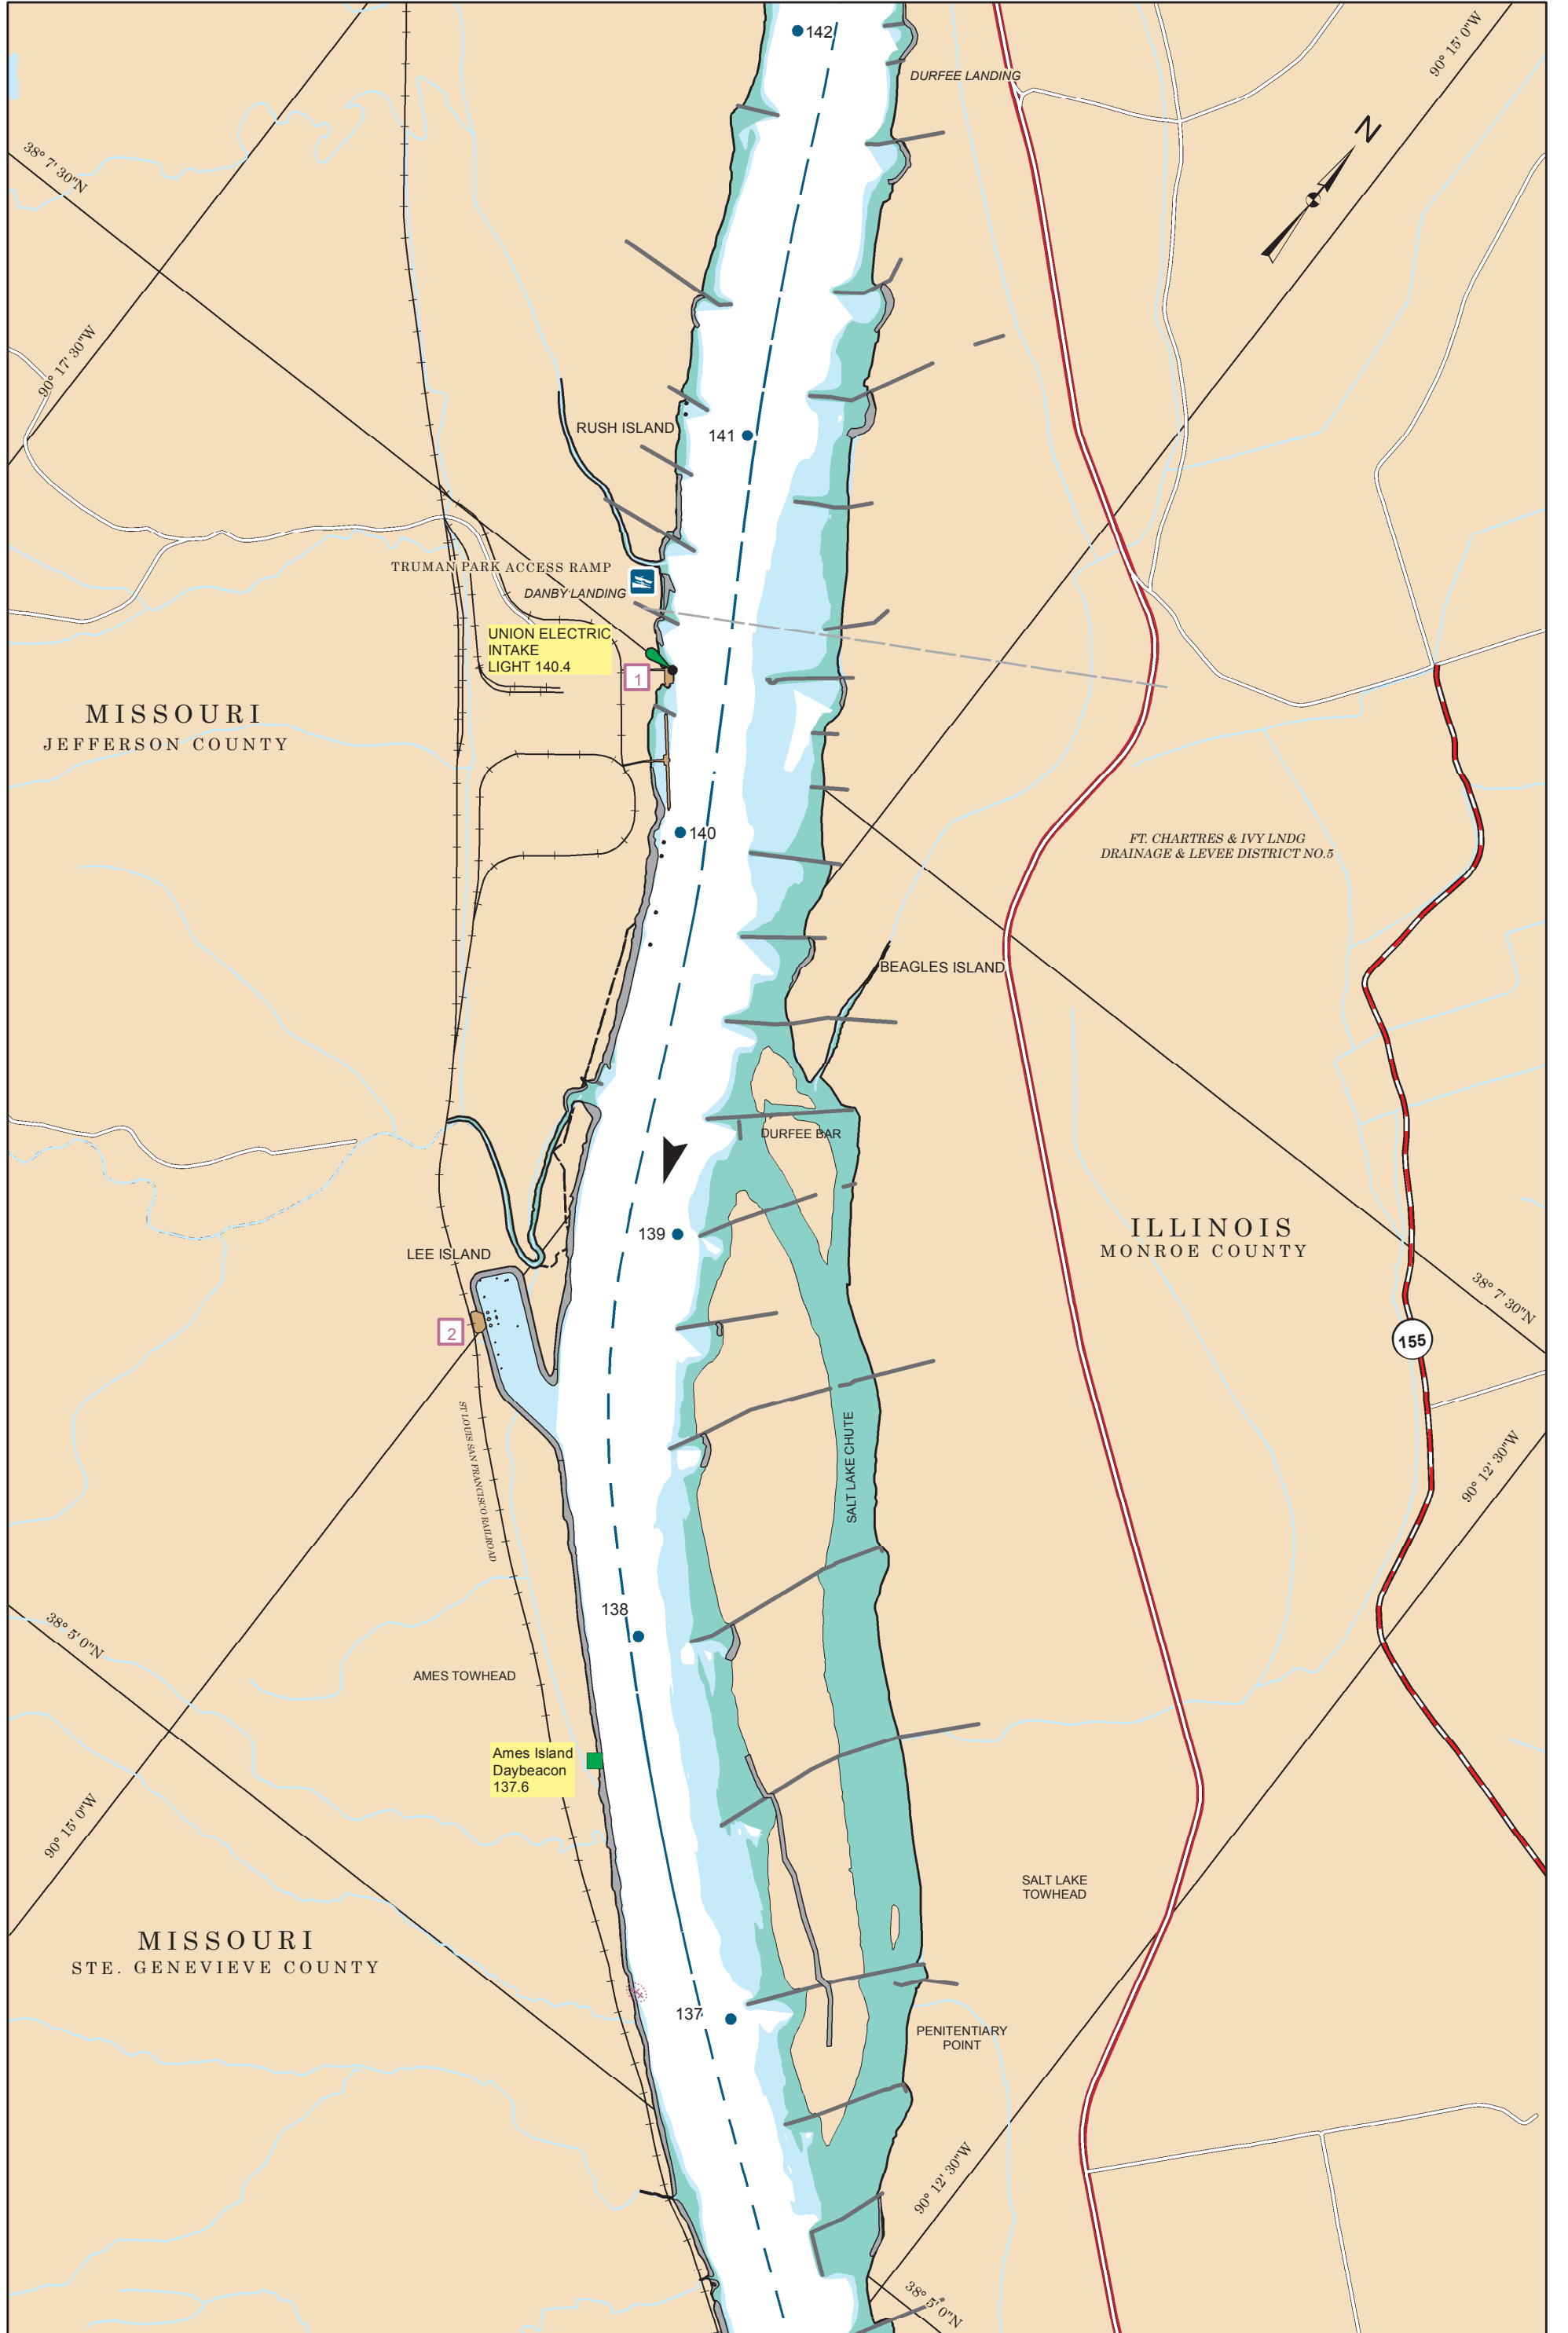 142
DURFEE LANDING
90° 15' 0"W
N
38° 7' 30"N
90° 17' 30"W
RUSH ISLAND
141
TRUMAN PARK ACCESS RAMP
DANBY LANDING
UNION ELECTRIC
INTAKE
LIGHT 140.4
1
MISSOURI
JEFFERSON COUNTY
140
FT. CHARTRES & IVY LNDG
DRAINAGE & LEVEE DISTRICT NO.5
BEAGLES ISLAND
DURFEE BAR
139
ILLINOIS
MONROE COUNTY
LEE ISLAND
2
38° 7' 30"N
155
ST LOUIS SAN FRANCISCO RAILROAD
SALT LAKE CHUTE
90° 12' 30"W
138
38° 5' 0"N
AMES TOWHEAD
Ames Island
Daybeacon
137.6
90° 15' 0"W
SALT LAKE
TOWHEAD
MISSOURI
STE. GENEVIEVE COUNTY
137
PENITENTIARY
POINT
90° 12' 30"W
38° 5' 0"N